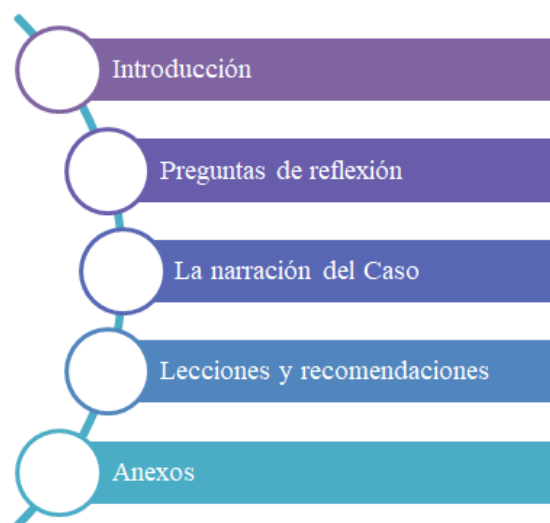 Introducción
Preguntas de reflexión
La narración del Caso
Lecciones y recomendaciones
Anexos